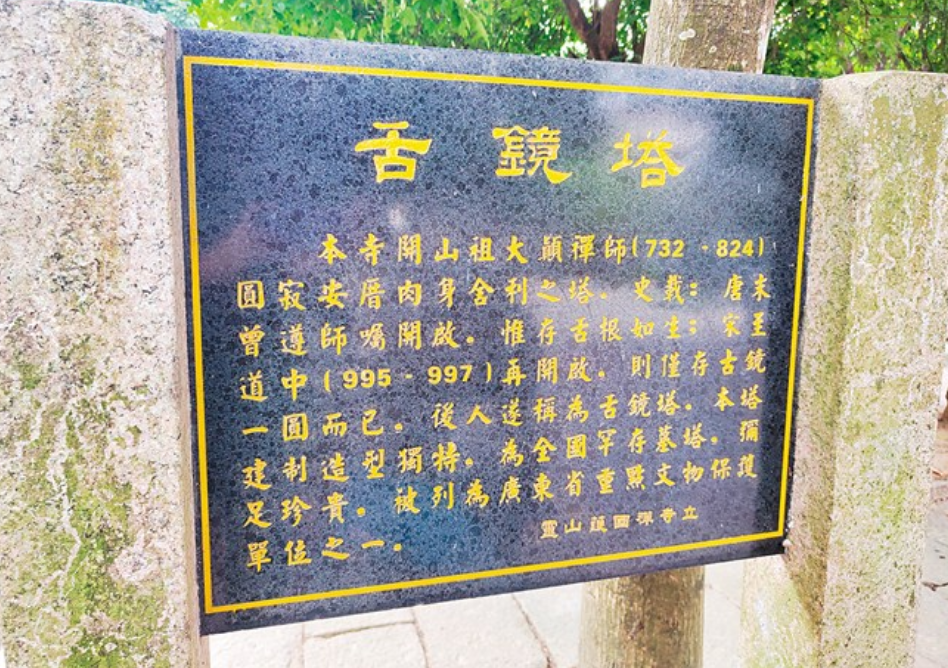 舌鏡塔
本寺開山祖大顛禪師(732 - 824)
圓寂安厝肉身舍利之塔。史載：唐末
曾遵師囑開啟。惟存舌根如生；宋至
道中(995 - 997)再開啟。則僅存古鏡
一圓而已。後人遂稱為舌鏡塔。本塔
建制造型獨特。為全國罕存墓塔。彌
足珍貴。被列為廣東省重點文物保護
單位之一。
靈山護國禪寺立